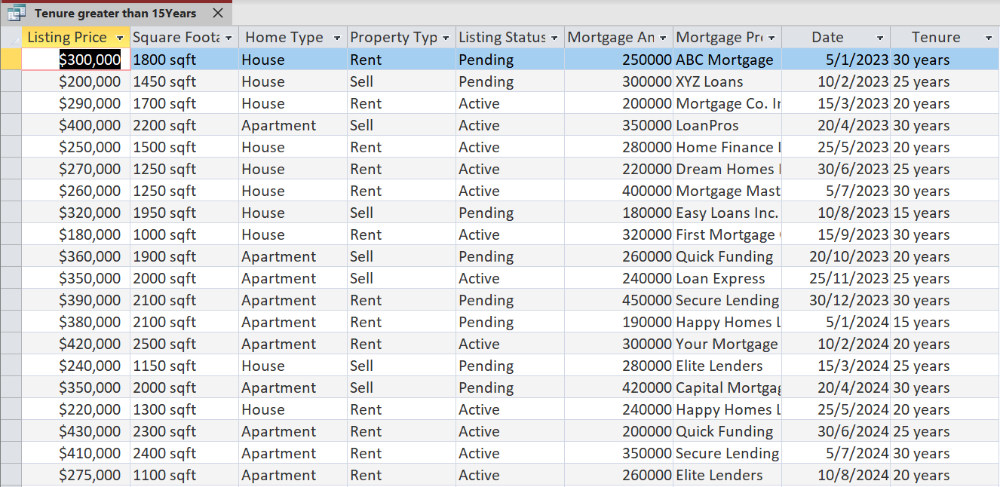 Tenure greater than 15Years
Listing Price Square Foota Home Type Property Typ Listing Status Mortgage An Mortgage Pr Date Tenure
$300,000 1800 sqft House Rent Pending 250000 ABC Mortgage 5/1/2023 30 years
$200,000 1450 sqft House Sell Pending 300000 XYZ Loans 10/2/2023 25 years
$290,000 1700 sqft House Rent Active 200000 Mortgage Co. In 15/3/2023 20 years
$400,000 2200 sqft Apartment Sell Active 350000 LoanPros 20/4/2023 30 years
$250,000 1500 sqft House Rent Active 280000 Home Finance 25/5/2023 20 years
$270,000 1250 sqft House Rent Active 220000 Dream Homes 30/6/2023 25 years
$260,000 1250 sqft House Rent Active 400000 Mortgage Mast 5/7/2023 30 years
$320,000 1950 sqft House Sell Pending 180000 Easy Loans Inc. 10/8/2023 15 years
$180,000 1000 sqft House Rent Active 320000 First Mortgage 15/9/2023 30 years
$360,000 1900 sqft Apartment Sell Pending 260000 Quick Funding 20/10/2023 20 years
$350,000 2000 sqft Apartment Sell Active 240000 Loan Express 25/11/2023 25 years
$390,000 2100 sqft Apartment Rent Pending 450000 Secure Lending 30/12/2023 30 years
$380,000 2100 sqft Apartment Rent Pending 190000 Happy Homes L 5/1/2024 15 years
$420,000 2500 sqft Apartment Rent Active 300000 Your Mortgage 10/2/2024 20 years
$240,000 1150 sqft House Sell Pending 280000 Elite Lenders 15/3/2024 25 years
$350,000 2000 sqft Apartment Sell Pending 420000 Capital Mortgag 20/4/2024 30 years
$220,000 1300 sqft House Rent Active 240000 Happy Homes L 25/5/2024 20 years
$430,000 2300 sqft Apartment Rent Active 200000 Quick Funding 30/6/2024 25 years
$410,000 2400 sqft Apartment Rent Active 350000 Secure Lending 5/7/2024 30 years
$275,000 1100 sqft Apartment Rent Active 260000 Elite Lenders 10/8/2024 20 years